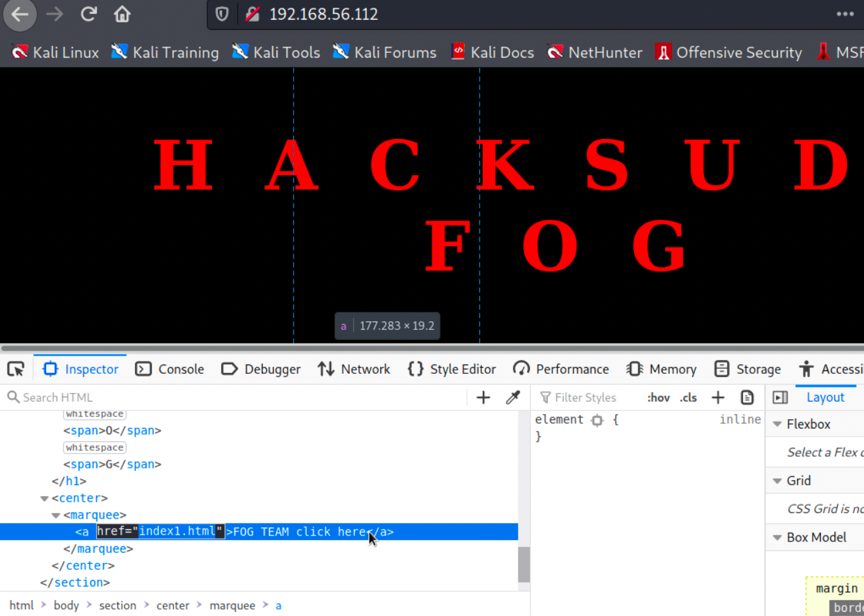 192.168.56.112
Kali Linux Kali Training Kali Tools Kali Forums Kali Docs NetHunter Offensive Security MSF
H A C K S U D
F O G
a 177.283 × 19.2
Inspector Console Debugger Network Style Editor Performance Memory Storage Accessi
Search HTML Filter Styles :hov .cls Layout
whitespace
<span>O</span>
whitespace
<span>G</span>
</h1>
<center>
<marquee>
<a href="index1.html">FOG TEAM click here</a>
</marquee>
</center>
</section>
element { inline
}
Flexbox
Select a Flex c
Grid
CSS Grid is no
Box Model
margin
bord
html > body > section > center > marquee > a